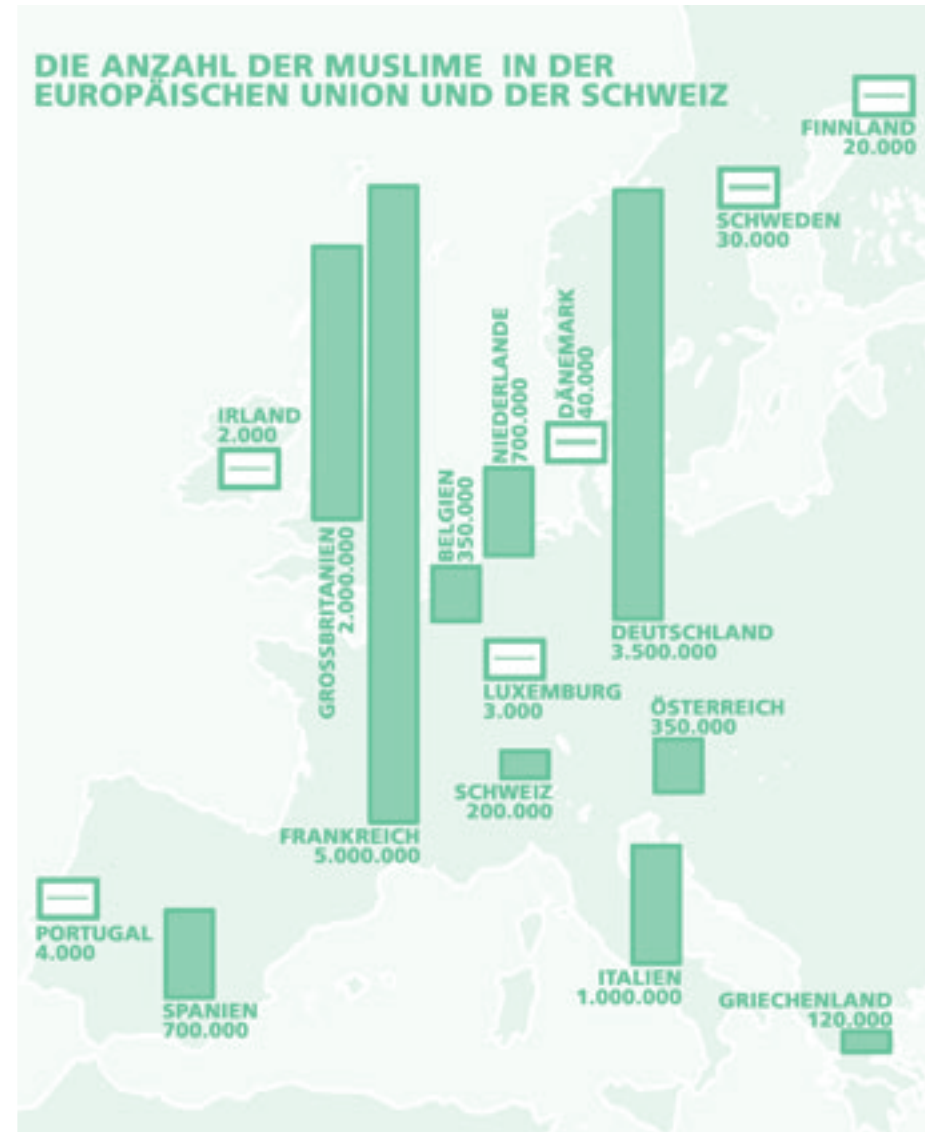 DIE ANZAHL DER MUSLIME IN DER
EUROPÄISCHEN UNION UND DER SCHWEIZ
FINNLAND
20.000
SCHWEDEN
30.000
DÄNEMARK
40.000
NIEDERLANDE
700.000
IRLAND
2.000
BELGIEN
350.000
GROSSBRITANIEN
2.000.000
DEUTSCHLAND
3.500.000
LUXEMBURG
3.000
ÖSTERREICH
350.000
SCHWEIZ
200.000
FRANKREICH
5.000.000
PORTUGAL
4.000
SPANIEN
700.000
ITALIEN
1.000.000
GRIECHENLAND
120.000